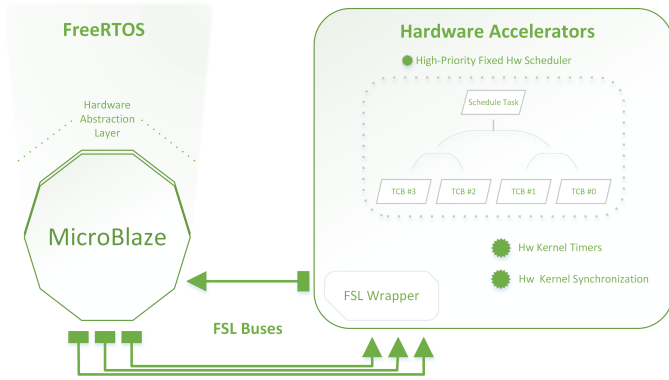 FreeRTOS
Hardware
Abstraction
Layer
MicroBlaze
Hardware Accelerators
High-Priority Fixed Hw Scheduler
Schedule Task
TCB #3
TCB #2
TCB #1
TCB #0
Hw Kernel Timers
Hw Kernel Synchronization
FSL Wrapper
FSL Buses